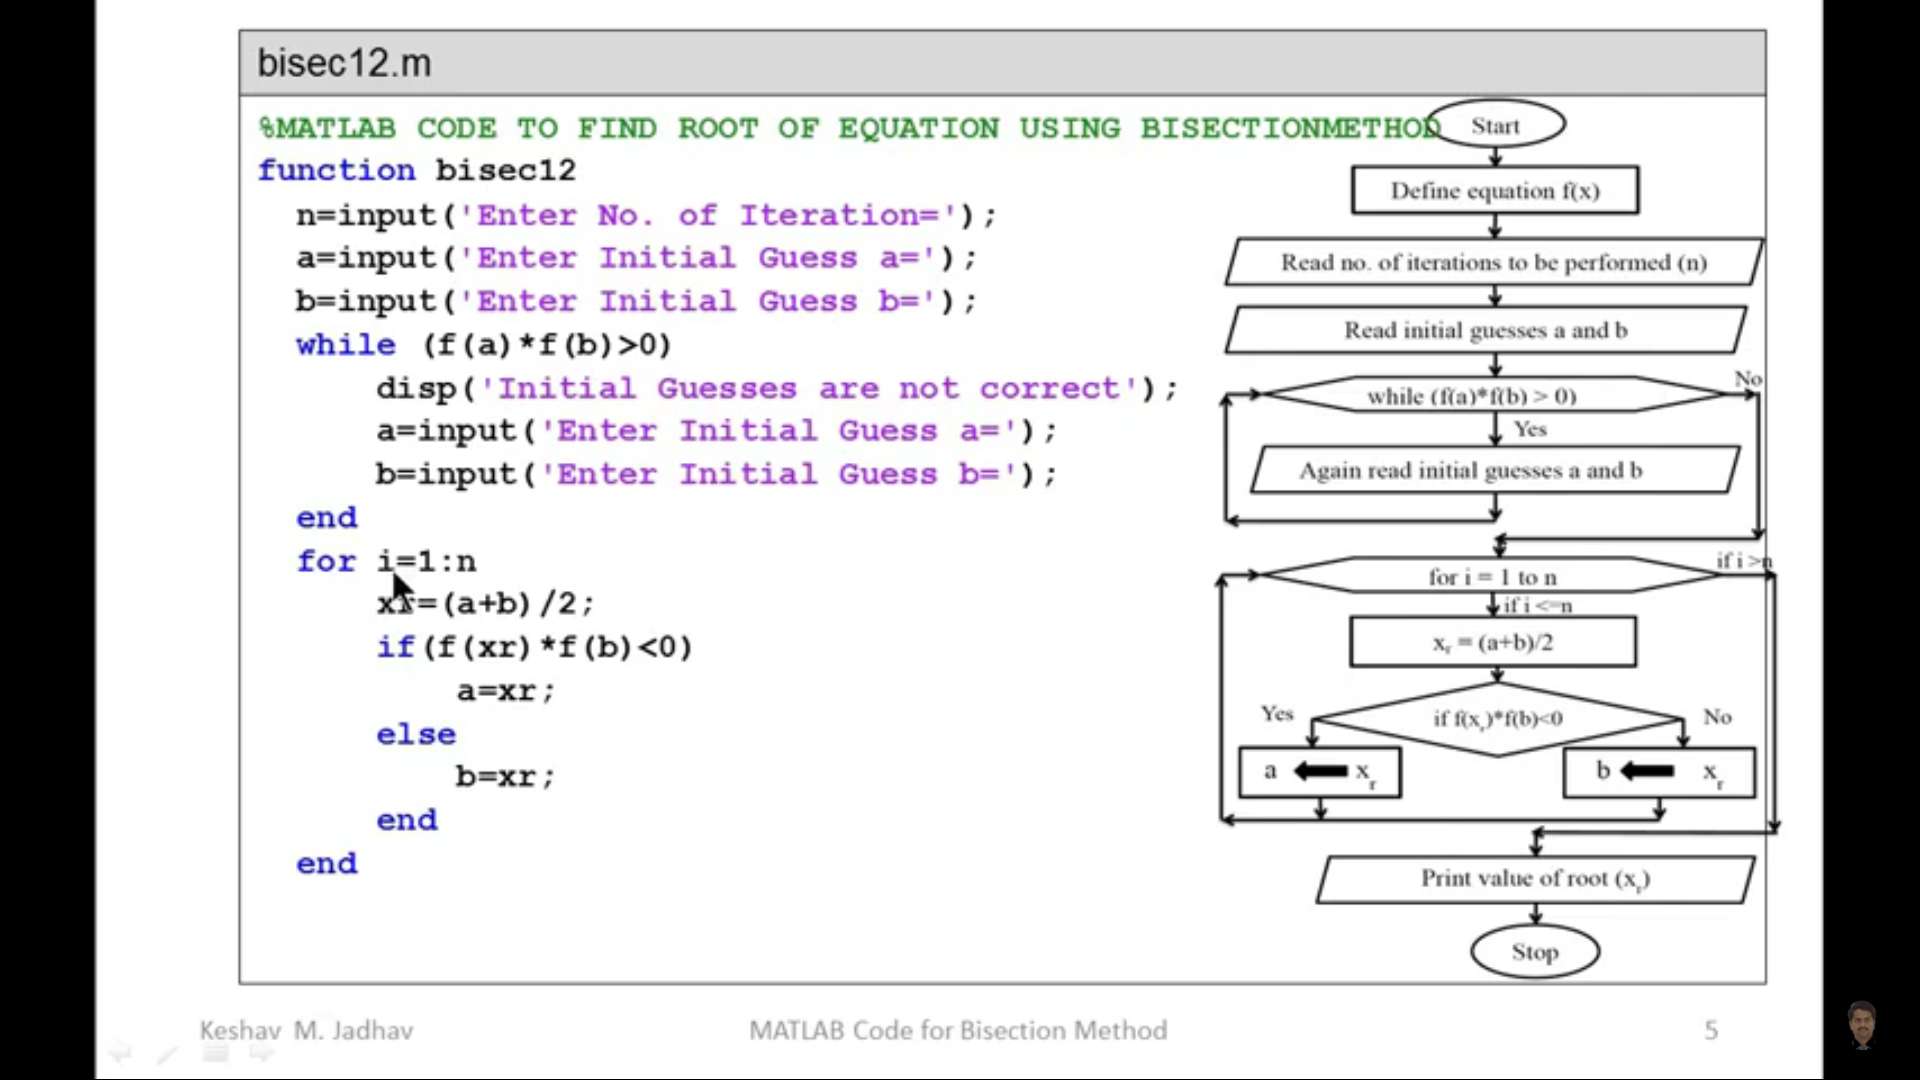 bisec12.m
%MATLAB CODE TO FIND ROOT OF EQUATION USING BISECTIONMETHOD
function bisec12
n=input('Enter No. of Iteration=');
a=input('Enter Initial Guess a=');
b=input('Enter Initial Guess b=');
while (f(a)*f(b)>0)
disp('Initial Guesses are not correct');
a=input('Enter Initial Guess a=');
b=input('Enter Initial Guess b=');
end
for i=1:n
xr=(a+b)/2;
if(f(xr)*f(b)<0)
a=xr;
else
b=xr;
end
end
Start
Define equation f(x)
Read no. of iterations to be performed (n)
Read initial guesses a and b
while (f(a)*f(b) > 0)
No
Yes
Again read initial guesses a and b
for i = 1 to n
if i >n
if i <=n
xr = (a+b)/2
if f(xr)*f(b)<0
Yes
No
a xr
b xr
Print value of root (xr)
Stop
Keshav M. Jadhav
MATLAB Code for Bisection Method
5